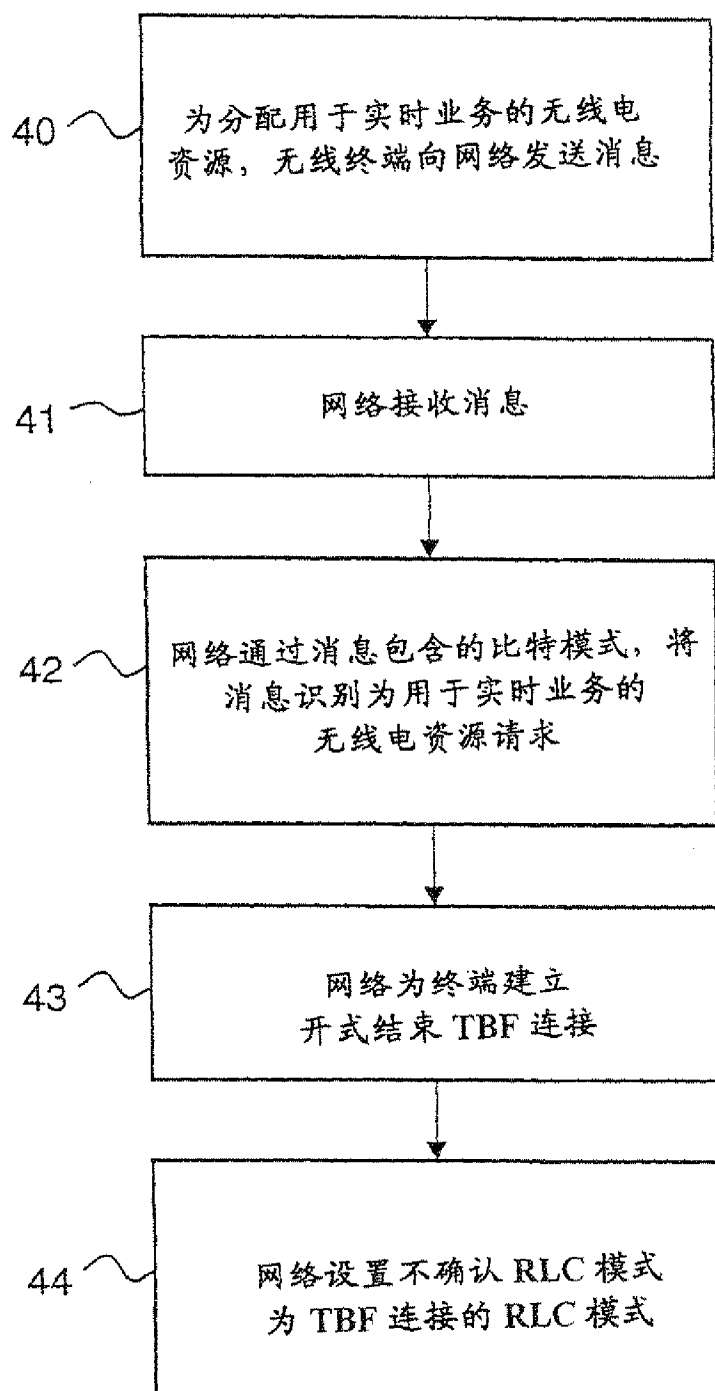 40
为分配用于实时业务的无线电
资源，无线终端向网络发送消息
41
网络接收消息
42
网络通过消息包含的比特模式，将
消息识别为用于实时业务的
无线电资源请求
43
网络为终端建立
开式结束 TBF 连接
44
网络设置不确认 RLC 模式
为 TBF 连接的 RLC 模式